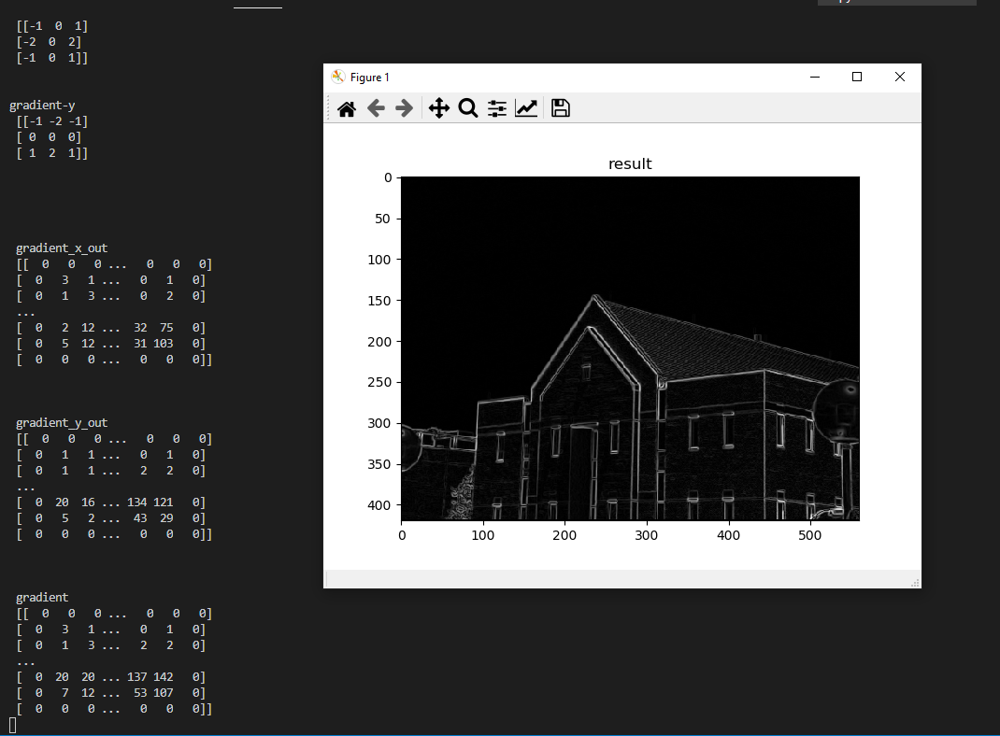 [[-1 0 1]
[-2 0 2]
[-1 0 1]]
gradient-y
[[-1 -2 -1]
[ 0 0 0]
[ 1 2 1]]
gradient_x_out
[[ 0 0 0 ... 0 0 0]
[ 0 3 1 ... 0 1 0]
[ 0 1 3 ... 0 2 0]
...
[ 0 2 12 ... 32 75 0]
[ 0 5 12 ... 31 103 0]
[ 0 0 0 ... 0 0 0]]
gradient_y_out
[[ 0 0 0 ... 0 0 0]
[ 0 1 1 ... 0 1 0]
[ 0 1 1 ... 2 2 0]
...
[ 0 20 16 ... 134 121 0]
[ 0 5 2 ... 43 29 0]
[ 0 0 0 ... 0 0 0]]
gradient
[[ 0 0 0 ... 0 0 0]
[ 0 3 1 ... 0 1 0]
[ 0 1 3 ... 2 2 0]
...
[ 0 20 20 ... 137 142 0]
[ 0 7 12 ... 53 107 0]
[ 0 0 0 ... 0 0 0]]
Figure 1
result
0
50
100
150
200
250
300
350
400
0 100 200 300 400 500